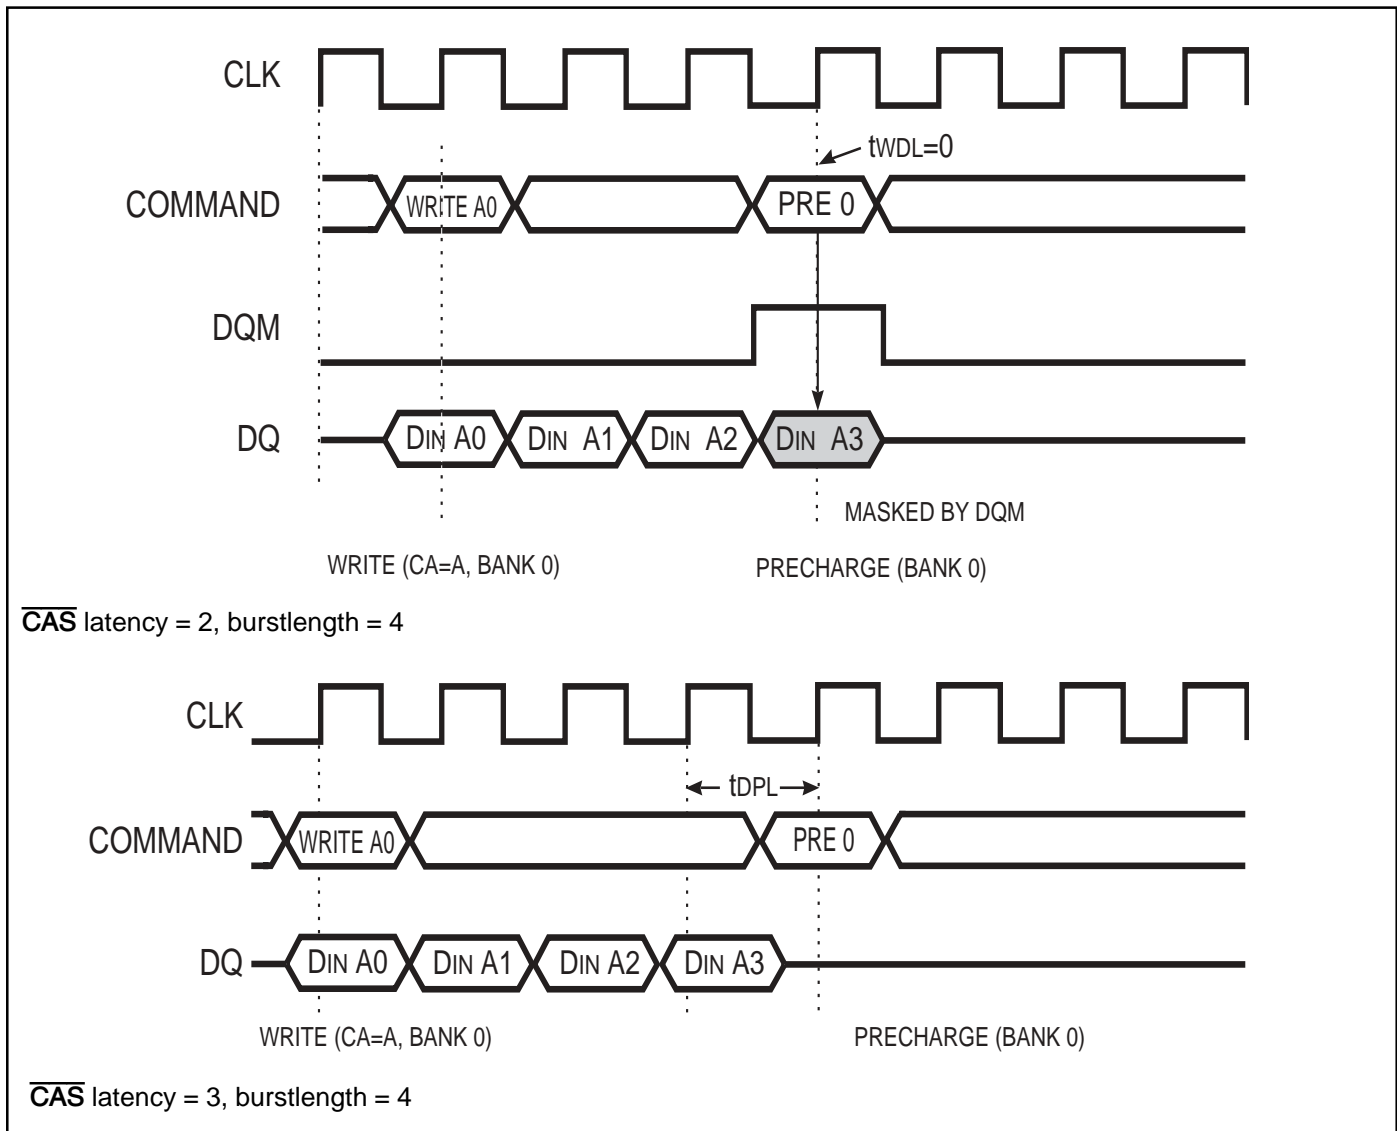 CLK
tWDL=0
COMMAND
WRITE A0
PRE 0
DQM
DQ
DIN A0
DIN A1
DIN A2
DIN A3
MASKED BY DQM
WRITE (CA=A, BANK 0)
PRECHARGE (BANK 0)
CAS latency = 2, burstlength = 4
CLK
tDPL
COMMAND
WRITE A0
PRE 0
DQ
DIN A0
DIN A1
DIN A2
DIN A3
WRITE (CA=A, BANK 0)
PRECHARGE (BANK 0)
CAS latency = 3, burstlength = 4